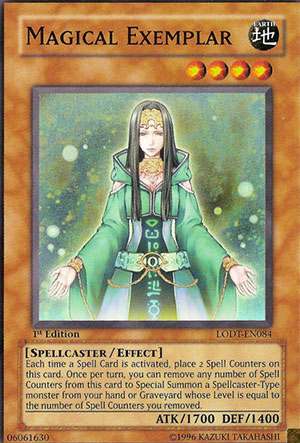 MAGICAL EXEMPLAR
EARTH
地
1st Edition
LODT-EN084
[SPELLCASTER / EFFECT]
Each time a Spell Card is activated, place 2 Spell Counters on
this card. Once per turn, you can remove any number of Spell
Counters from this card to Special Summon a Spellcaster-Type
monster from your hand or Graveyard whose Level is equal to
the number of Spell Counters you removed.
ATK/1700 DEF/1400
06061630
©1996 KAZUKI TAKAHASHI